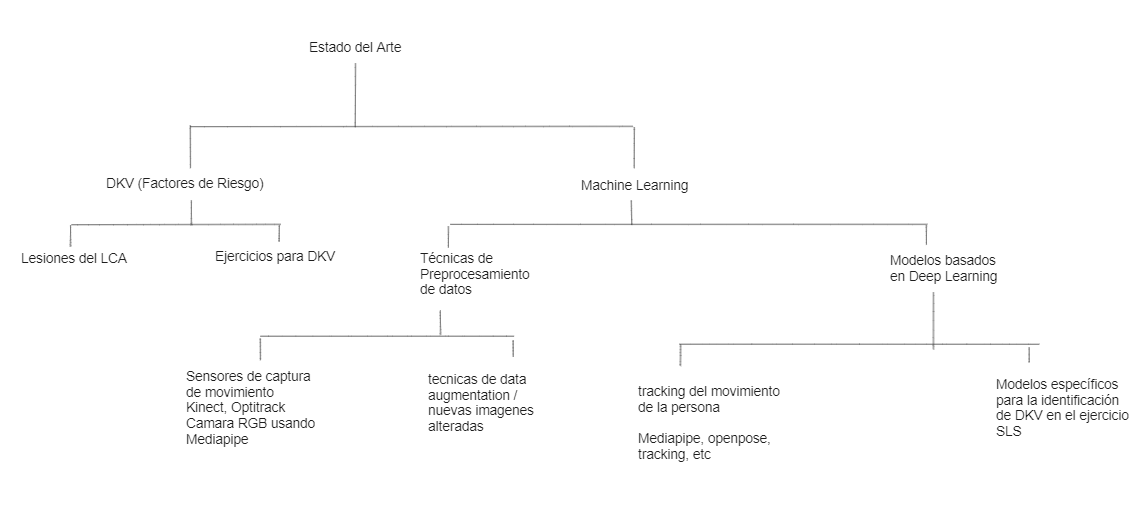 Estado del Arte
DKV (Factores de Riesgo)
Machine Learning
Lesiones del LCA
Ejercicios para DKV
Técnicas de
Preprocesamiento
de datos
Modelos basados
en Deep Learning
Sensores de captura
de movimiento
Kinect, Optitrack
Camara RGB usando
Mediapipe
tecnicas de data
augmentation /
nuevas imagenes
alteradas
tracking del movimiento
de la persona
Mediapipe, openpose,
tracking, etc
Modelos específicos
para la identificación
de DKV en el ejercicio
SLS